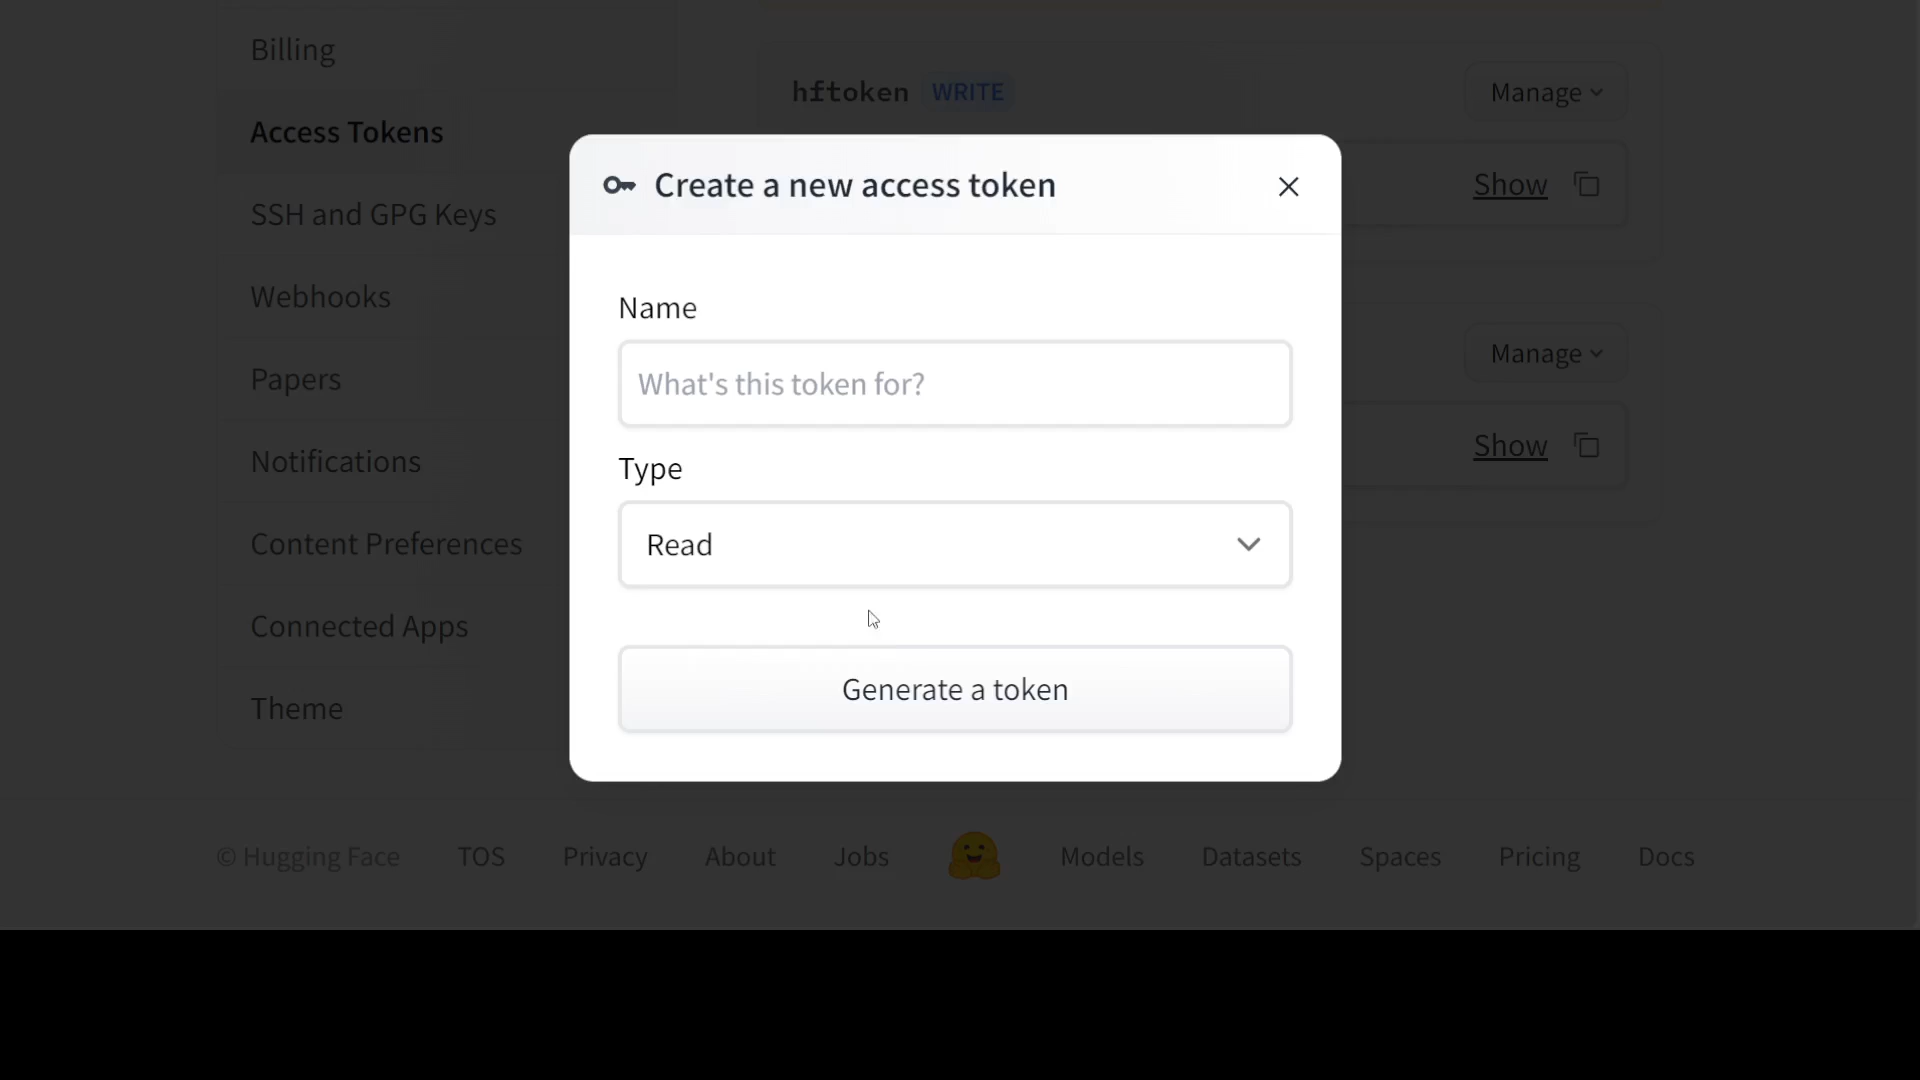 Billing
hftoken WRITE
Manage
Access Tokens
Create a new access token
Show
SSH and GPG Keys
Webhooks
Name
Manage
Papers
What's this token for?
Show
Notifications
Type
Content Preferences
Read
Connected Apps
Generate a token
Theme
© Hugging Face TOS Privacy About Jobs Models Datasets Spaces Pricing Docs